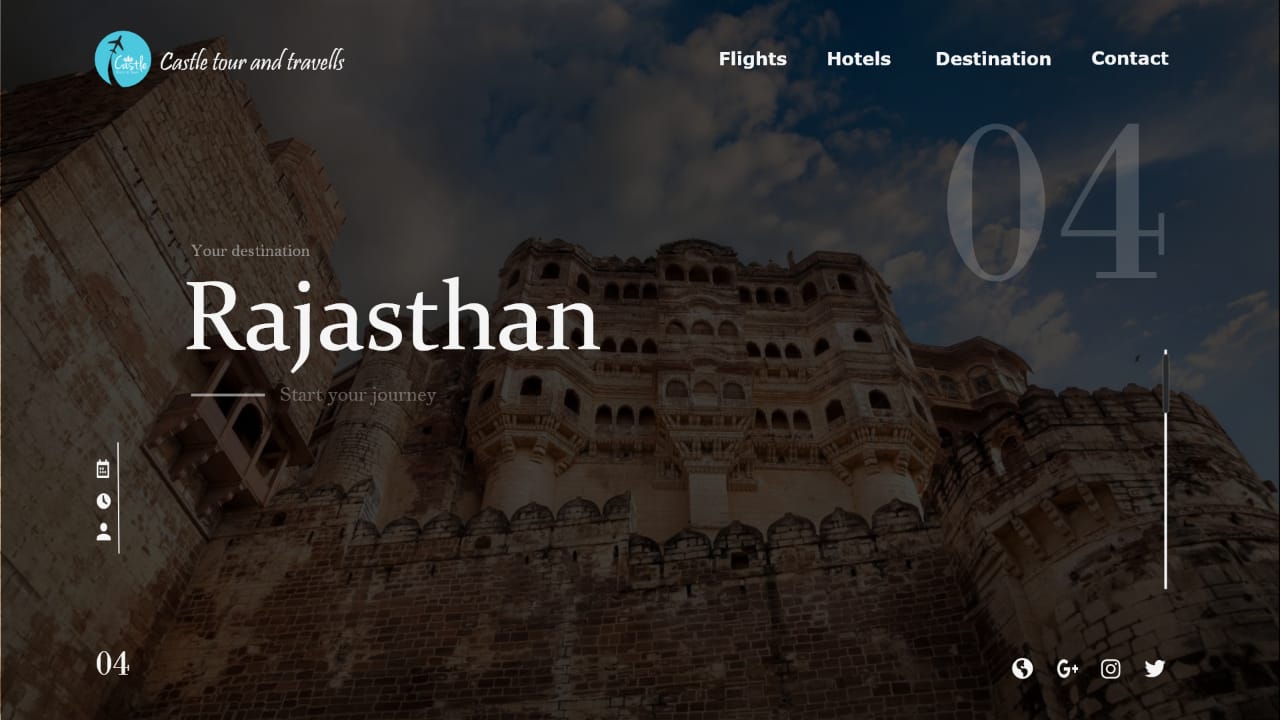 Castle
Castle tour and travells
Flights
Hotels
Destination
Contact
04
Your destination
Rajasthan
Start your journey
04
G+